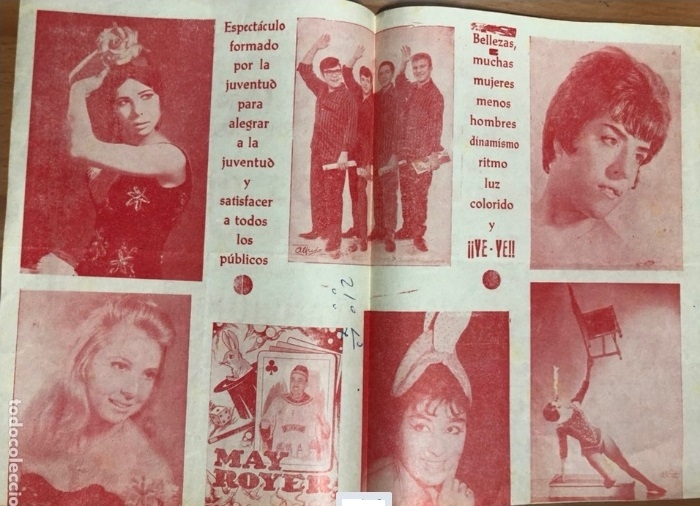 Espectáculo
formado
por la
juventud
para
alegrar
a la
juventud
y
satisfacer
a todos
los
públicos
Bellezas,
muchas
mujeres
menos
hombres
dinamismo
ritmo
luz
colorido
y
¡¡YE-YE!!
MAY
ROYER
todocoleccion